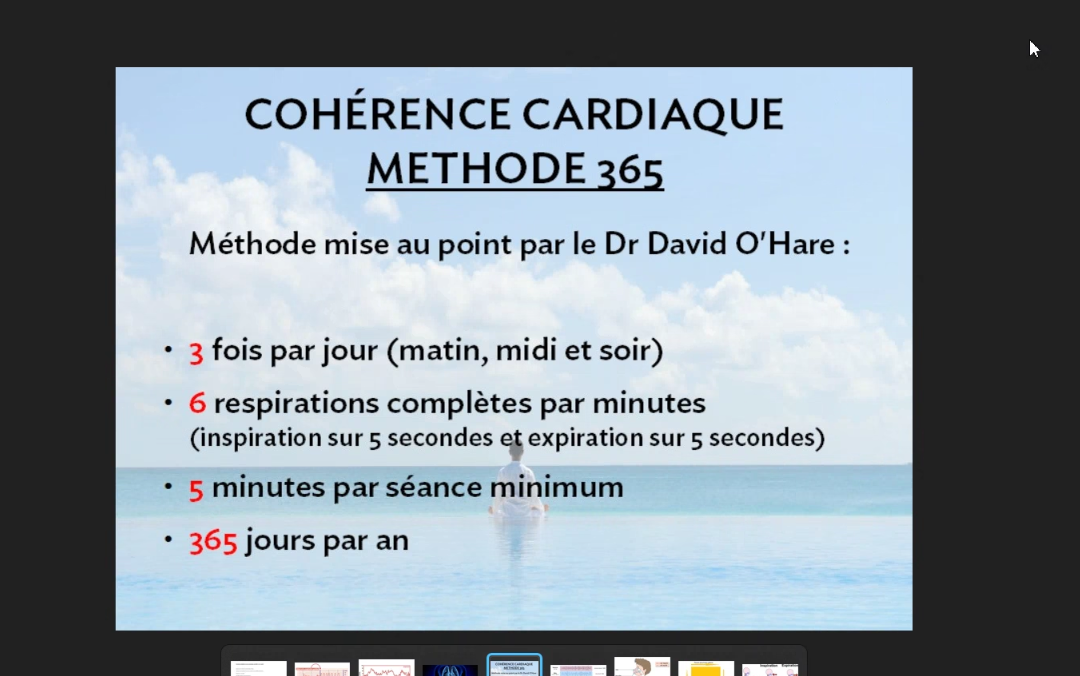 COHÉRENCE CARDIAQUE
METHODE 365
Méthode mise au point par le Dr David O'Hare :
• 3 fois par jour (matin, midi et soir)
• 6 respirations complètes par minutes
(inspiration sur 5 secondes et expiration sur 5 secondes)
• 5 minutes par séance minimum
• 365 jours par an